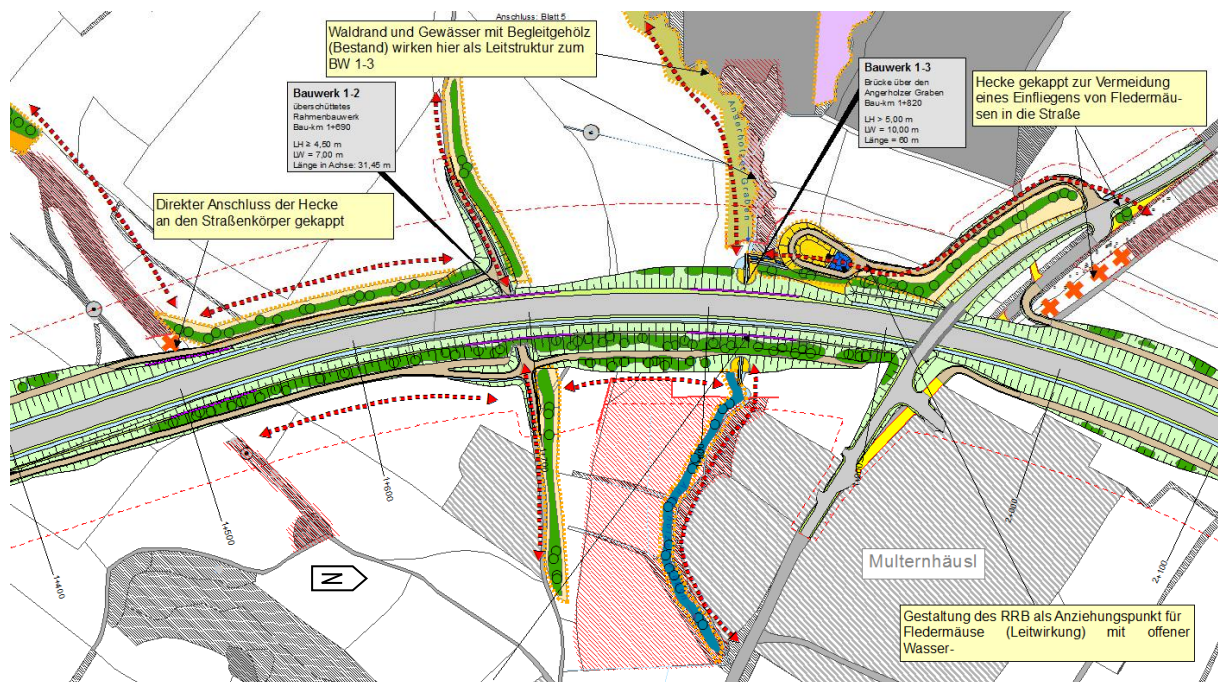 Anschluss: Blatt 5
Waldrand und Gewässer mit Begleitgehölz
(Bestand) wirken hier als Leitstruktur zum
BW 1-3
Bauwerk 1-2
überschüttetes
Rahmenbauwerk
Bau-km 1+690
LH ≥ 4,50 m
LW = 7,00 m
Länge in Achse: 31,45 m
Bauwerk 1-3
Brücke über den
Angerholzer Graben
Bau-km 1+820
LH > 5,00 m
LW = 10,00 m
Länge = 60 m
Hecke gekappt zur Vermeidung
eines Einfliegens von Fledermäu-
sen in die Straße
Direkter Anschluss der Hecke
an den Straßenkörper gekappt
Angerholzer Graben
1+400
1+500
1+600
2+000
2+100
N
Multernhäusl
Gestaltung des RRB als Anziehungspunkt für
Fledermäuse (Leitwirkung) mit offener
Wasser-